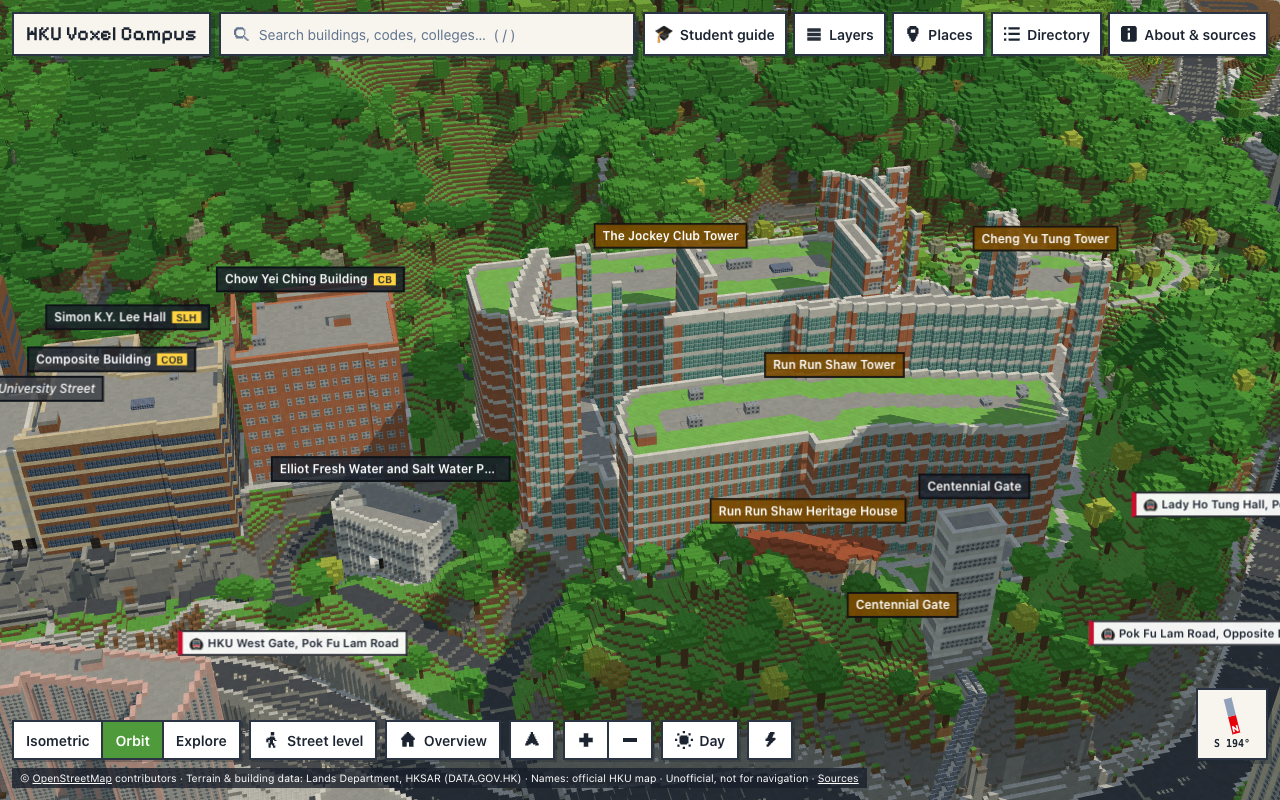 HKU Voxel Campus
Search buildings, codes, colleges... ( / )
Student guide
Layers
Places
Directory
About & sources
The Jockey Club Tower
Cheng Yu Tung Tower
Chow Yei Ching Building CB
Simon K.Y. Lee Hall SLH
Composite Building COB
University Street
Run Run Shaw Tower
Elliot Fresh Water and Salt Water P...
Centennial Gate
Lady Ho Tung Hall,
Run Run Shaw Heritage House
Centennial Gate
Pok Fu Lam Road, Opposite
HKU West Gate, Pok Fu Lam Road
Isometric
Orbit
Explore
Street level
Overview
Day
N
S 194°
© OpenStreetMap contributors · Terrain & building data: Lands Department, HKSAR (DATA.GOV.HK) · Names: official HKU map · Unofficial, not for navigation · Sources